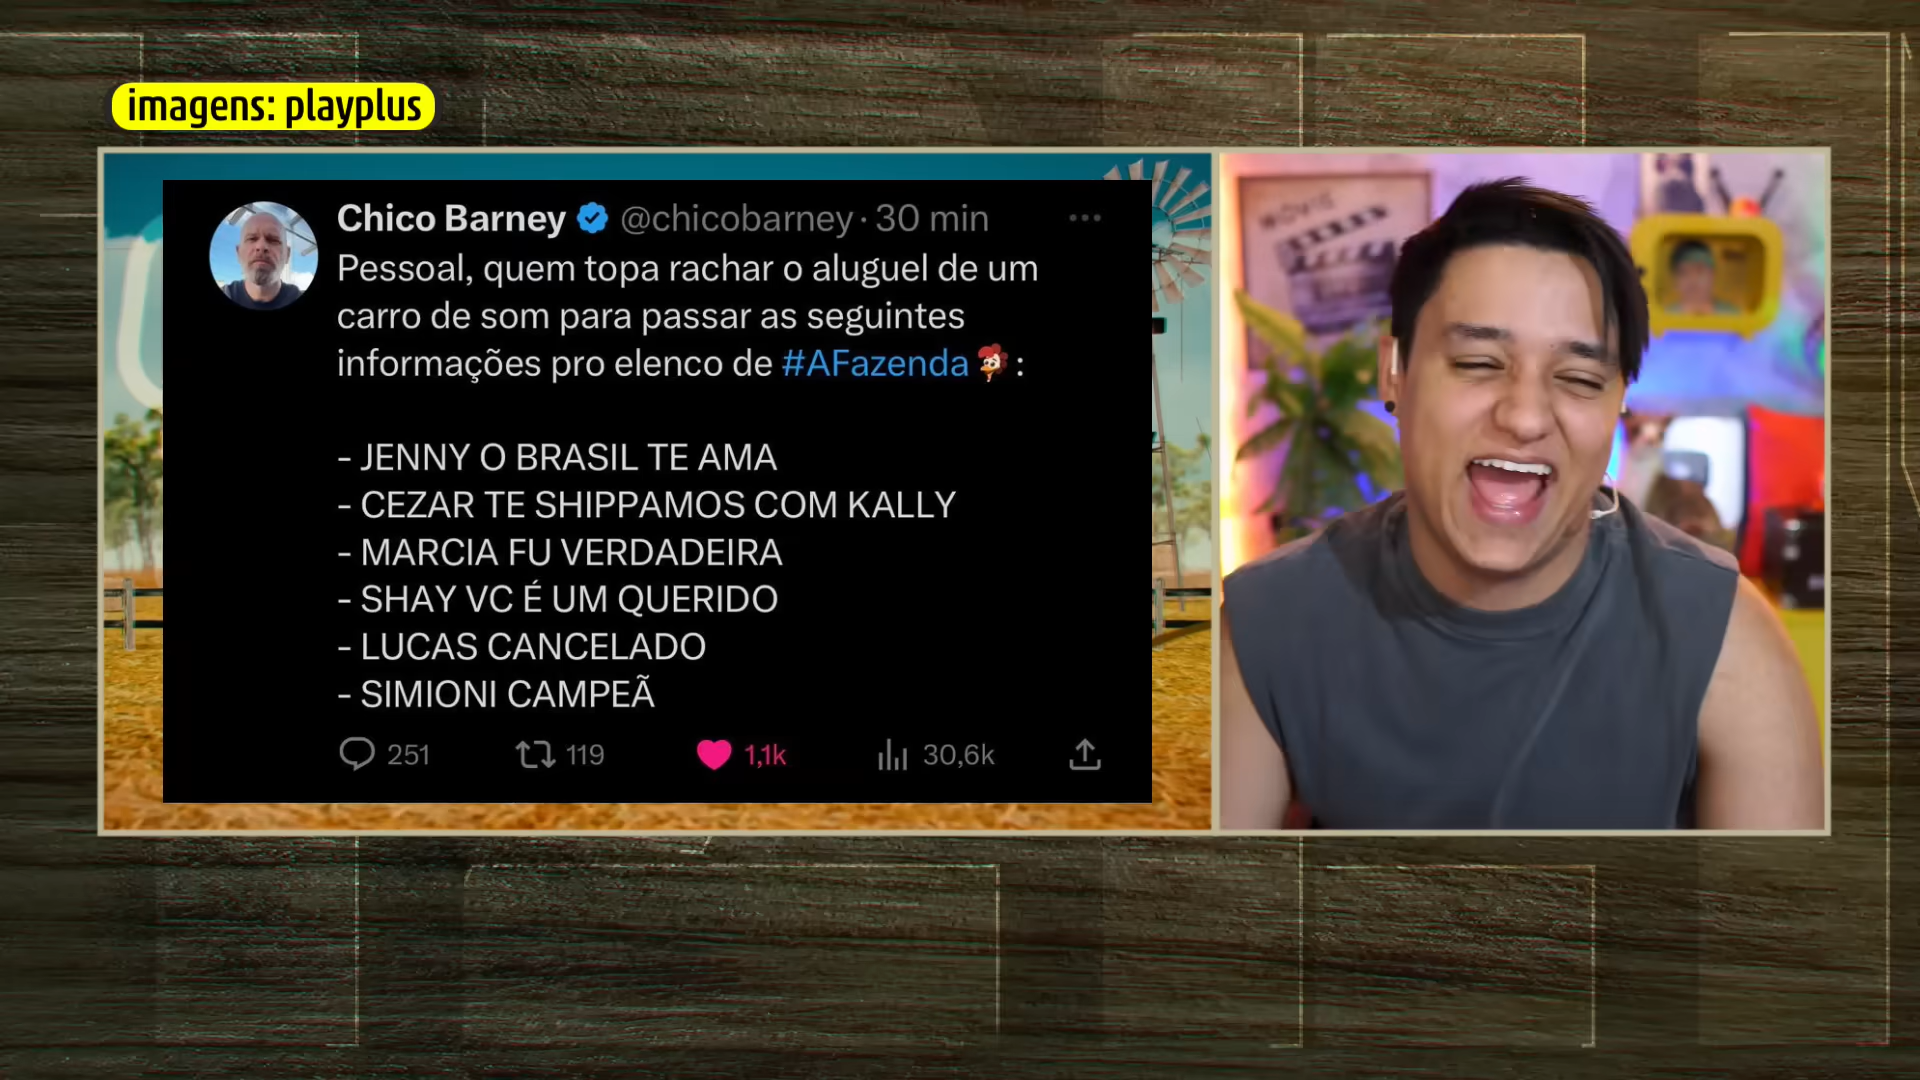 imagens: playplus
Chico Barney @chicobarney · 30 min
Pessoal, quem topa rachar o aluguel de um
carro de som para passar as seguintes
informações pro elenco de #AFazenda :
- JENNY O BRASIL TE AMA
- CEZAR TE SHIPPAMOS COM KALLY
- MARCIA FU VERDADEIRA
- SHAY VC É UM QUERIDO
- LUCAS CANCELADO
- SIMIONI CAMPEÃ
251 119 1,1k 30,6k
MOVIE